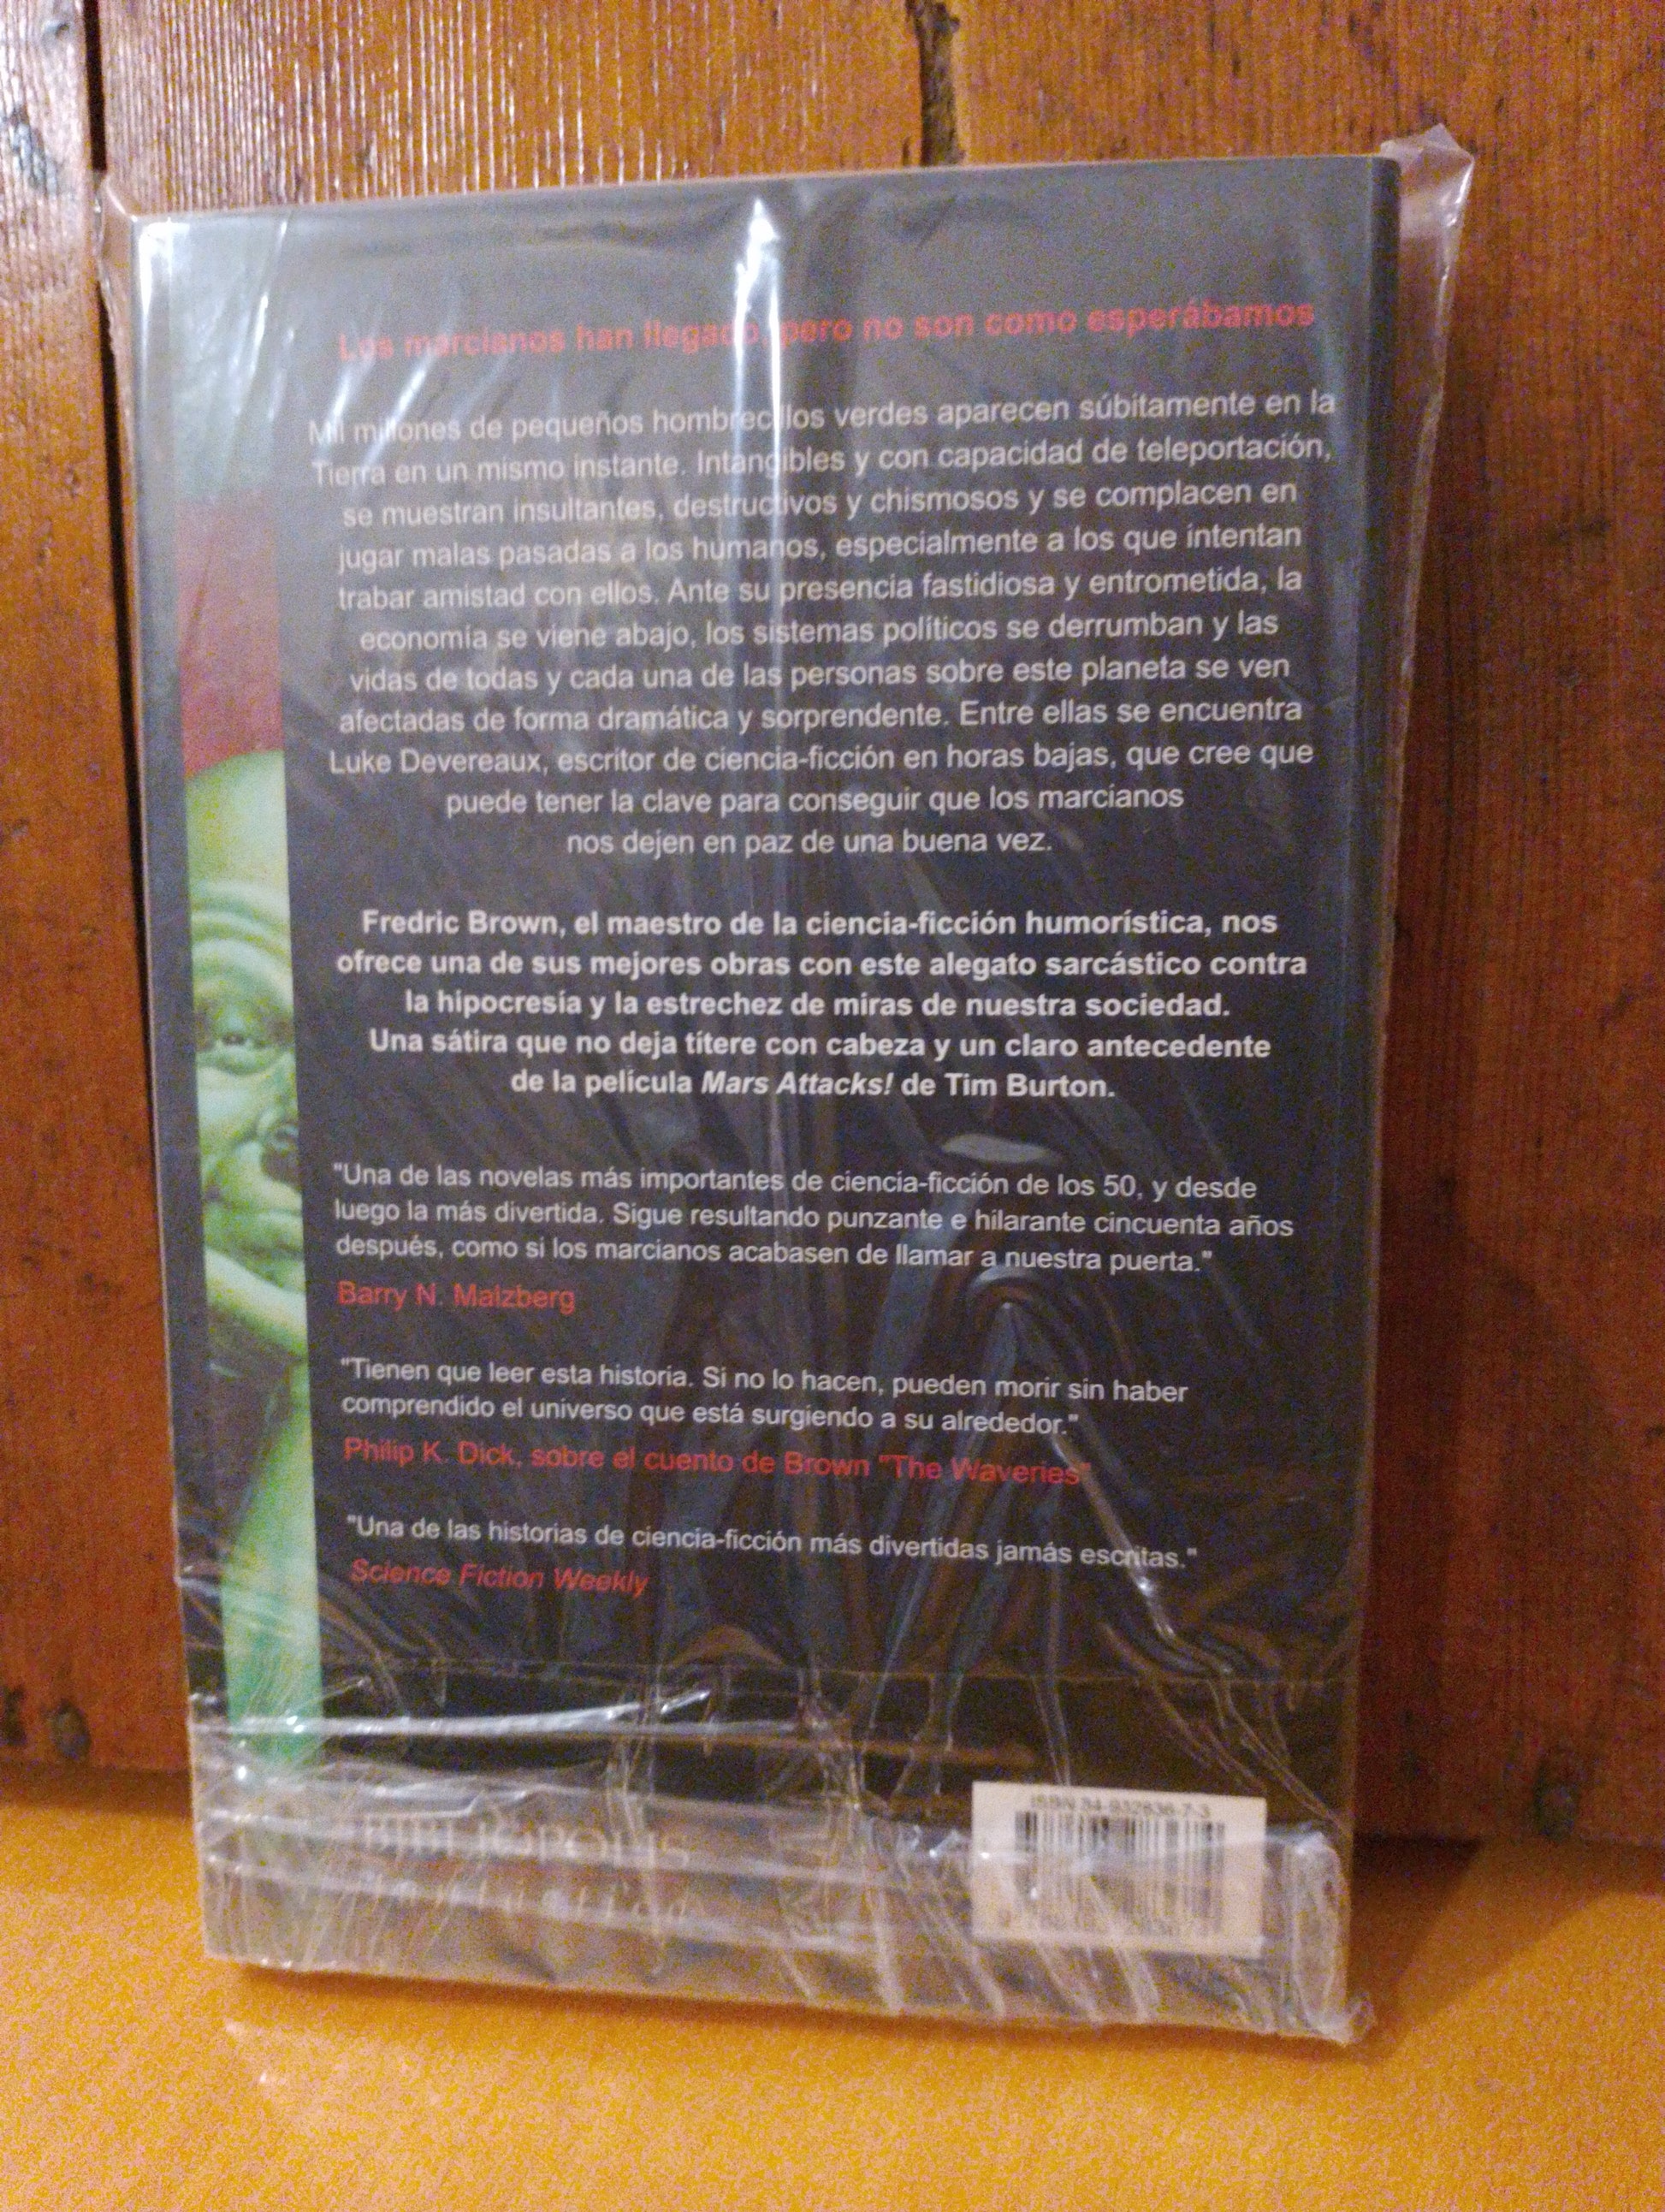 Los marcianos han llegado, pero no son como esperábamos
Mil millones de pequeños hombrecillos verdes aparecen súbitamente en la
Tierra en un mismo instante. Intangibles y con capacidad de teleportación,
se muestran insultantes, destructivos y chismosos y se complacen en
jugar malas pasadas a los humanos, especialmente a los que intentan
trabar amistad con ellos. Ante su presencia fastidiosa y entrometida, la
economía se viene abajo, los sistemas políticos se derrumban y las
vidas de todas y cada una de las personas sobre este planeta se ven
afectadas de forma dramática y sorprendente. Entre ellas se encuentra
Luke Devereaux, escritor de ciencia-ficción en horas bajas, que cree que
puede tener la clave para conseguir que los marcianos
nos dejen en paz de una buena vez.
Fredric Brown, el maestro de la ciencia-ficción humorística, nos
ofrece una de sus mejores obras con este alegato sarcástico contra
la hipocresía y la estrechez de miras de nuestra sociedad.
Una sátira que no deja títere con cabeza y un claro antecedente
de la película Mars Attacks! de Tim Burton.
"Una de las novelas más importantes de ciencia-ficción de los 50, y desde
luego la más divertida. Sigue resultando punzante e hilarante cincuenta años
después, como si los marcianos acabasen de llamar a nuestra puerta."
Barry N. Malzberg
"Tienen que leer esta historia. Si no lo hacen, pueden morir sin haber
comprendido el universo que está surgiendo a su alrededor."
Philip K. Dick, sobre el cuento de Brown "The Waveries"
"Una de las historias de ciencia-ficción más divertidas jamás escritas."
Science Fiction Weekly
ISBN 84-932836-7-3
BIBLIÓPOLIS